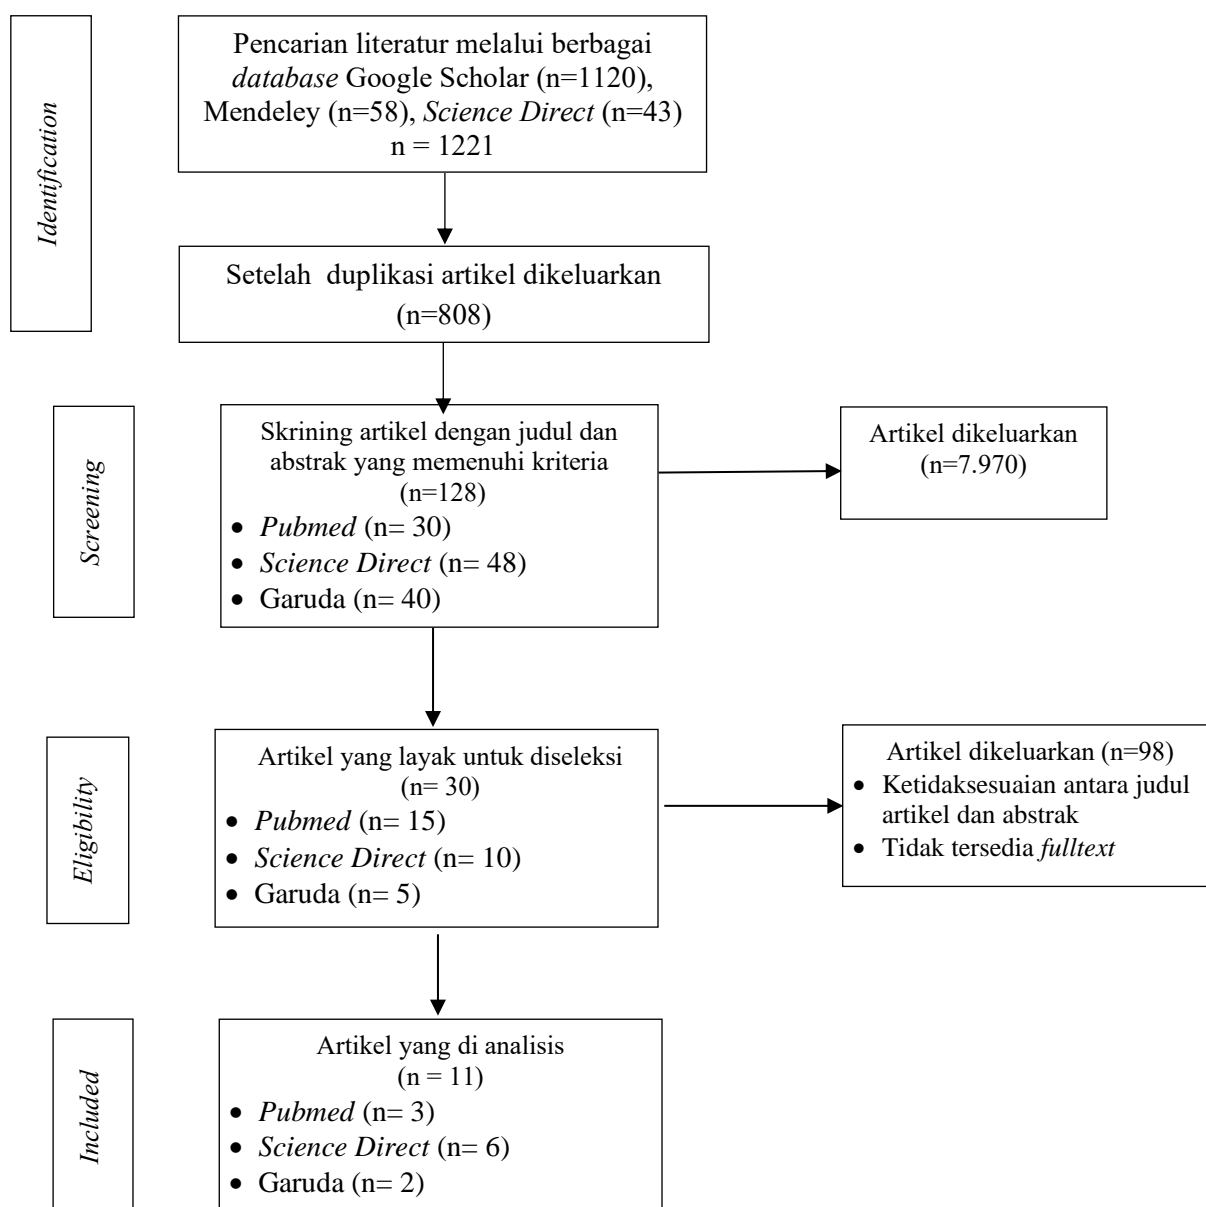 Identification
Pencarian literatur melalui berbagai
database Google Scholar (n=1120),
Mendeley (n=58), Science Direct (n=43)
n = 1221
Setelah duplikasi artikel dikeluarkan
(n=808)
Screening
Skrining artikel dengan judul dan
abstrak yang memenuhi kriteria
(n=128)
• Pubmed (n= 30)
• Science Direct (n= 48)
• Garuda (n= 40)
Artikel dikeluarkan
(n=7.970)
Eligibility
Artikel yang layak untuk diseleksi
(n= 30)
• Pubmed (n= 15)
• Science Direct (n= 10)
• Garuda (n= 5)
Artikel dikeluarkan (n=98)
• Ketidaksesuaian antara judul
artikel dan abstrak
• Tidak tersedia fulltext
Included
Artikel yang di analisis
(n = 11)
• Pubmed (n= 3)
• Science Direct (n= 6)
• Garuda (n= 2)